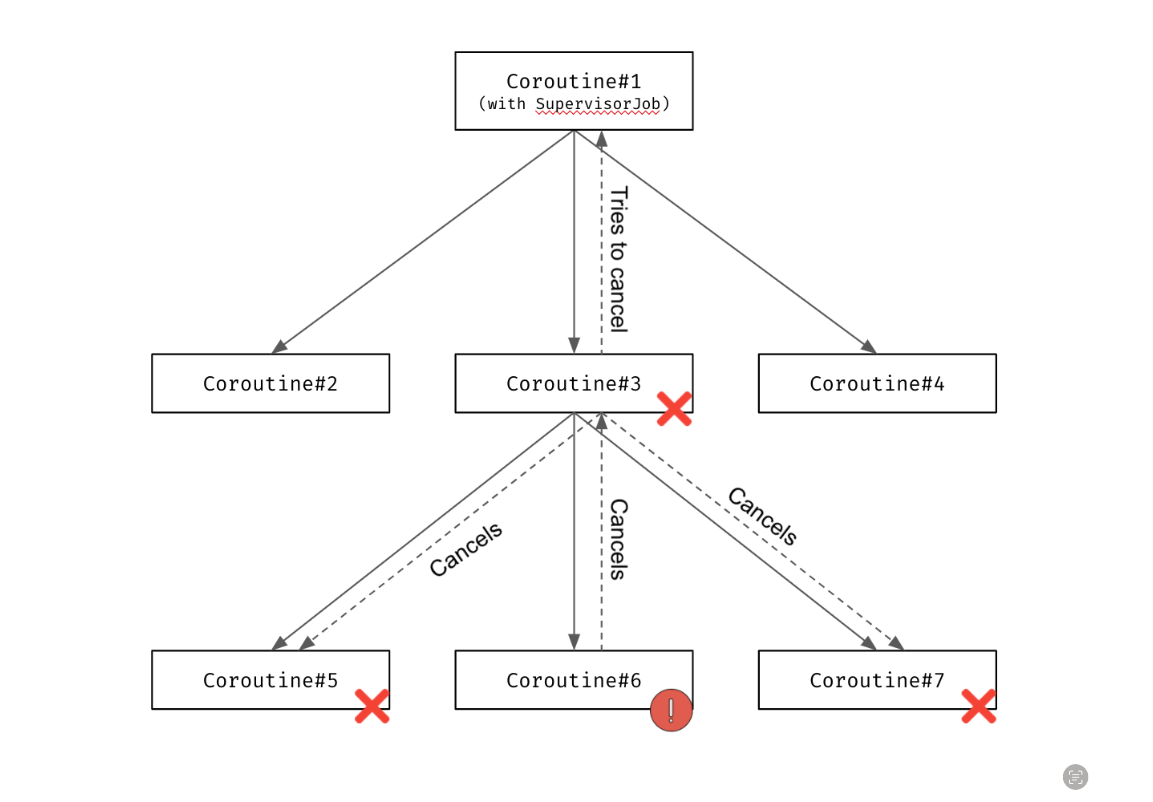 Coroutine#1
(with SupervisorJob)
Tries to cancel
Coroutine#2
Coroutine#3
Coroutine#4
Cancels
Cancels
Cancels
Coroutine#5
Coroutine#6
Coroutine#7